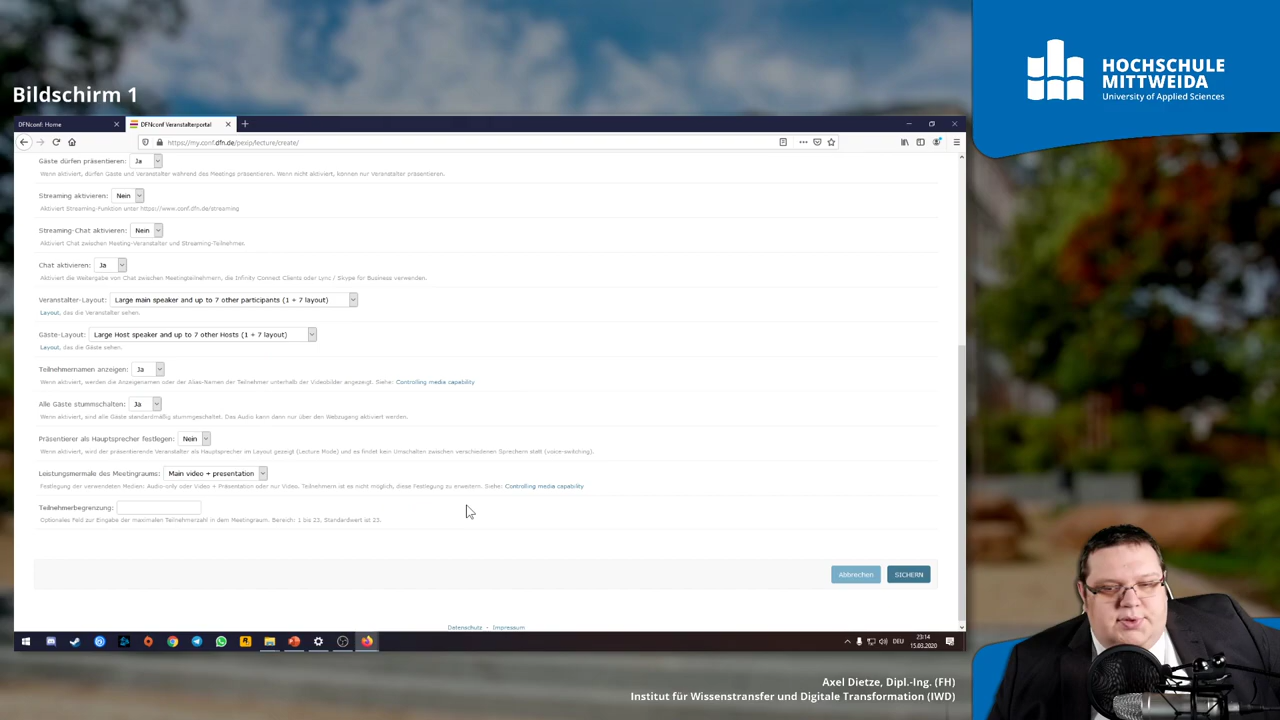 HOCHSCHULE
MITTWEIDA
University of Applied Sciences
Bildschirm 1
DFNconf: Home
DFNconf Veranstalterportal
https://my.conf.dfn.de/pexip/lecture/create/
Gäste dürfen präsentieren: Ja
Wenn aktiviert, dürfen Gäste und Veranstalter während des Meetings präsentieren. Wenn nicht aktiviert, können nur Veranstalter präsentieren.
Streaming aktivieren: Nein
Aktiviert Streaming-Funktion unter https://www.conf.dfn.de/streaming
Streaming-Chat aktivieren: Nein
Aktiviert Chat zwischen Meeting-Veranstalter und Streaming-Teilnehmer.
Chat aktivieren: Ja
Aktiviert die Weitergabe von Chat zwischen Meetingteilnehmern, die Infinity Connect Clients oder Lync / Skype for Business verwenden.
Veranstalter-Layout: Large main speaker and up to 7 other participants (1 + 7 layout)
Layout, das die Veranstalter sehen.
Gäste-Layout: Large Host speaker and up to 7 other Hosts (1 + 7 layout)
Layout, das die Gäste sehen.
Teilnehmernamen anzeigen: Ja
Wenn aktiviert, werden die Anzeigenamen oder der Alias-Namen der Teilnehmer unterhalb der Videobilder angezeigt. Siehe: Controlling media capability
Alle Gäste stummschalten: Ja
Wenn aktiviert, sind alle Gäste standardmäßig stummgeschaltet. Das Audio kann dann nur über den Webzugang aktiviert werden.
Präsentierer als Hauptsprecher festlegen: Nein
Wenn aktiviert, wird der präsentierende Veranstalter als Hauptsprecher im Layout gezeigt (Lecture Mode) und es findet kein Umschalten zwischen verschiedenen Sprechern statt (voice-switching).
Leistungsmermale des Meetingraums: Main video + presentation
Festlegung der verwendeten Medien: Audio-only oder Video + Präsentation oder nur Video. Teilnehmern ist es nicht möglich, diese Festlegung zu erweitern. Siehe: Controlling media capability
Teilnehmerbegrenzung:
Optionales Feld zur Eingabe der maximalen Teilnehmerzahl in dem Meetingraum. Bereich: 1 bis 23. Standardwert ist 23.
Abbrechen SICHERN
Datenschutz - Impressum
DEU
23:14
15.03.2020
Axel Dietze, Dipl.-Ing. (FH)
Institut für Wissenstransfer und Digitale Transformation (IWD)